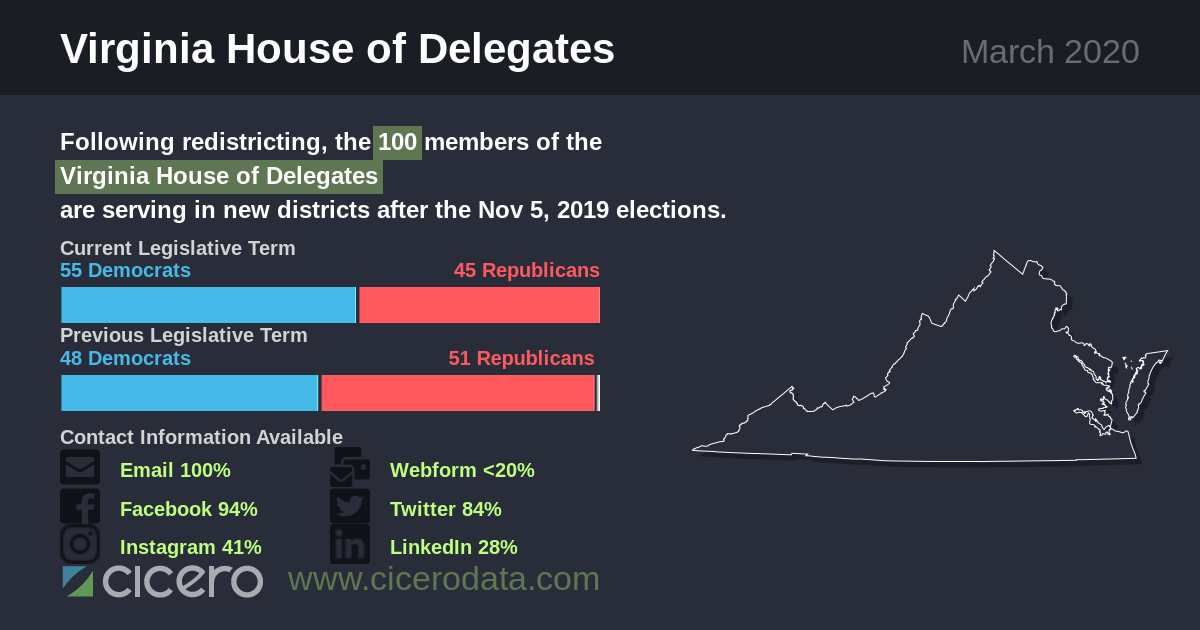 Virginia House of Delegates
March 2020
Following redistricting, the 100 members of the
Virginia House of Delegates
are serving in new districts after the Nov 5, 2019 elections.
Current Legislative Term
55 Democrats 45 Republicans
Previous Legislative Term
48 Democrats 51 Republicans
Contact Information Available
Email 100% Webform <20%
Facebook 94% Twitter 84%
Instagram 41% LinkedIn 28%
cicero www.cicerodata.com